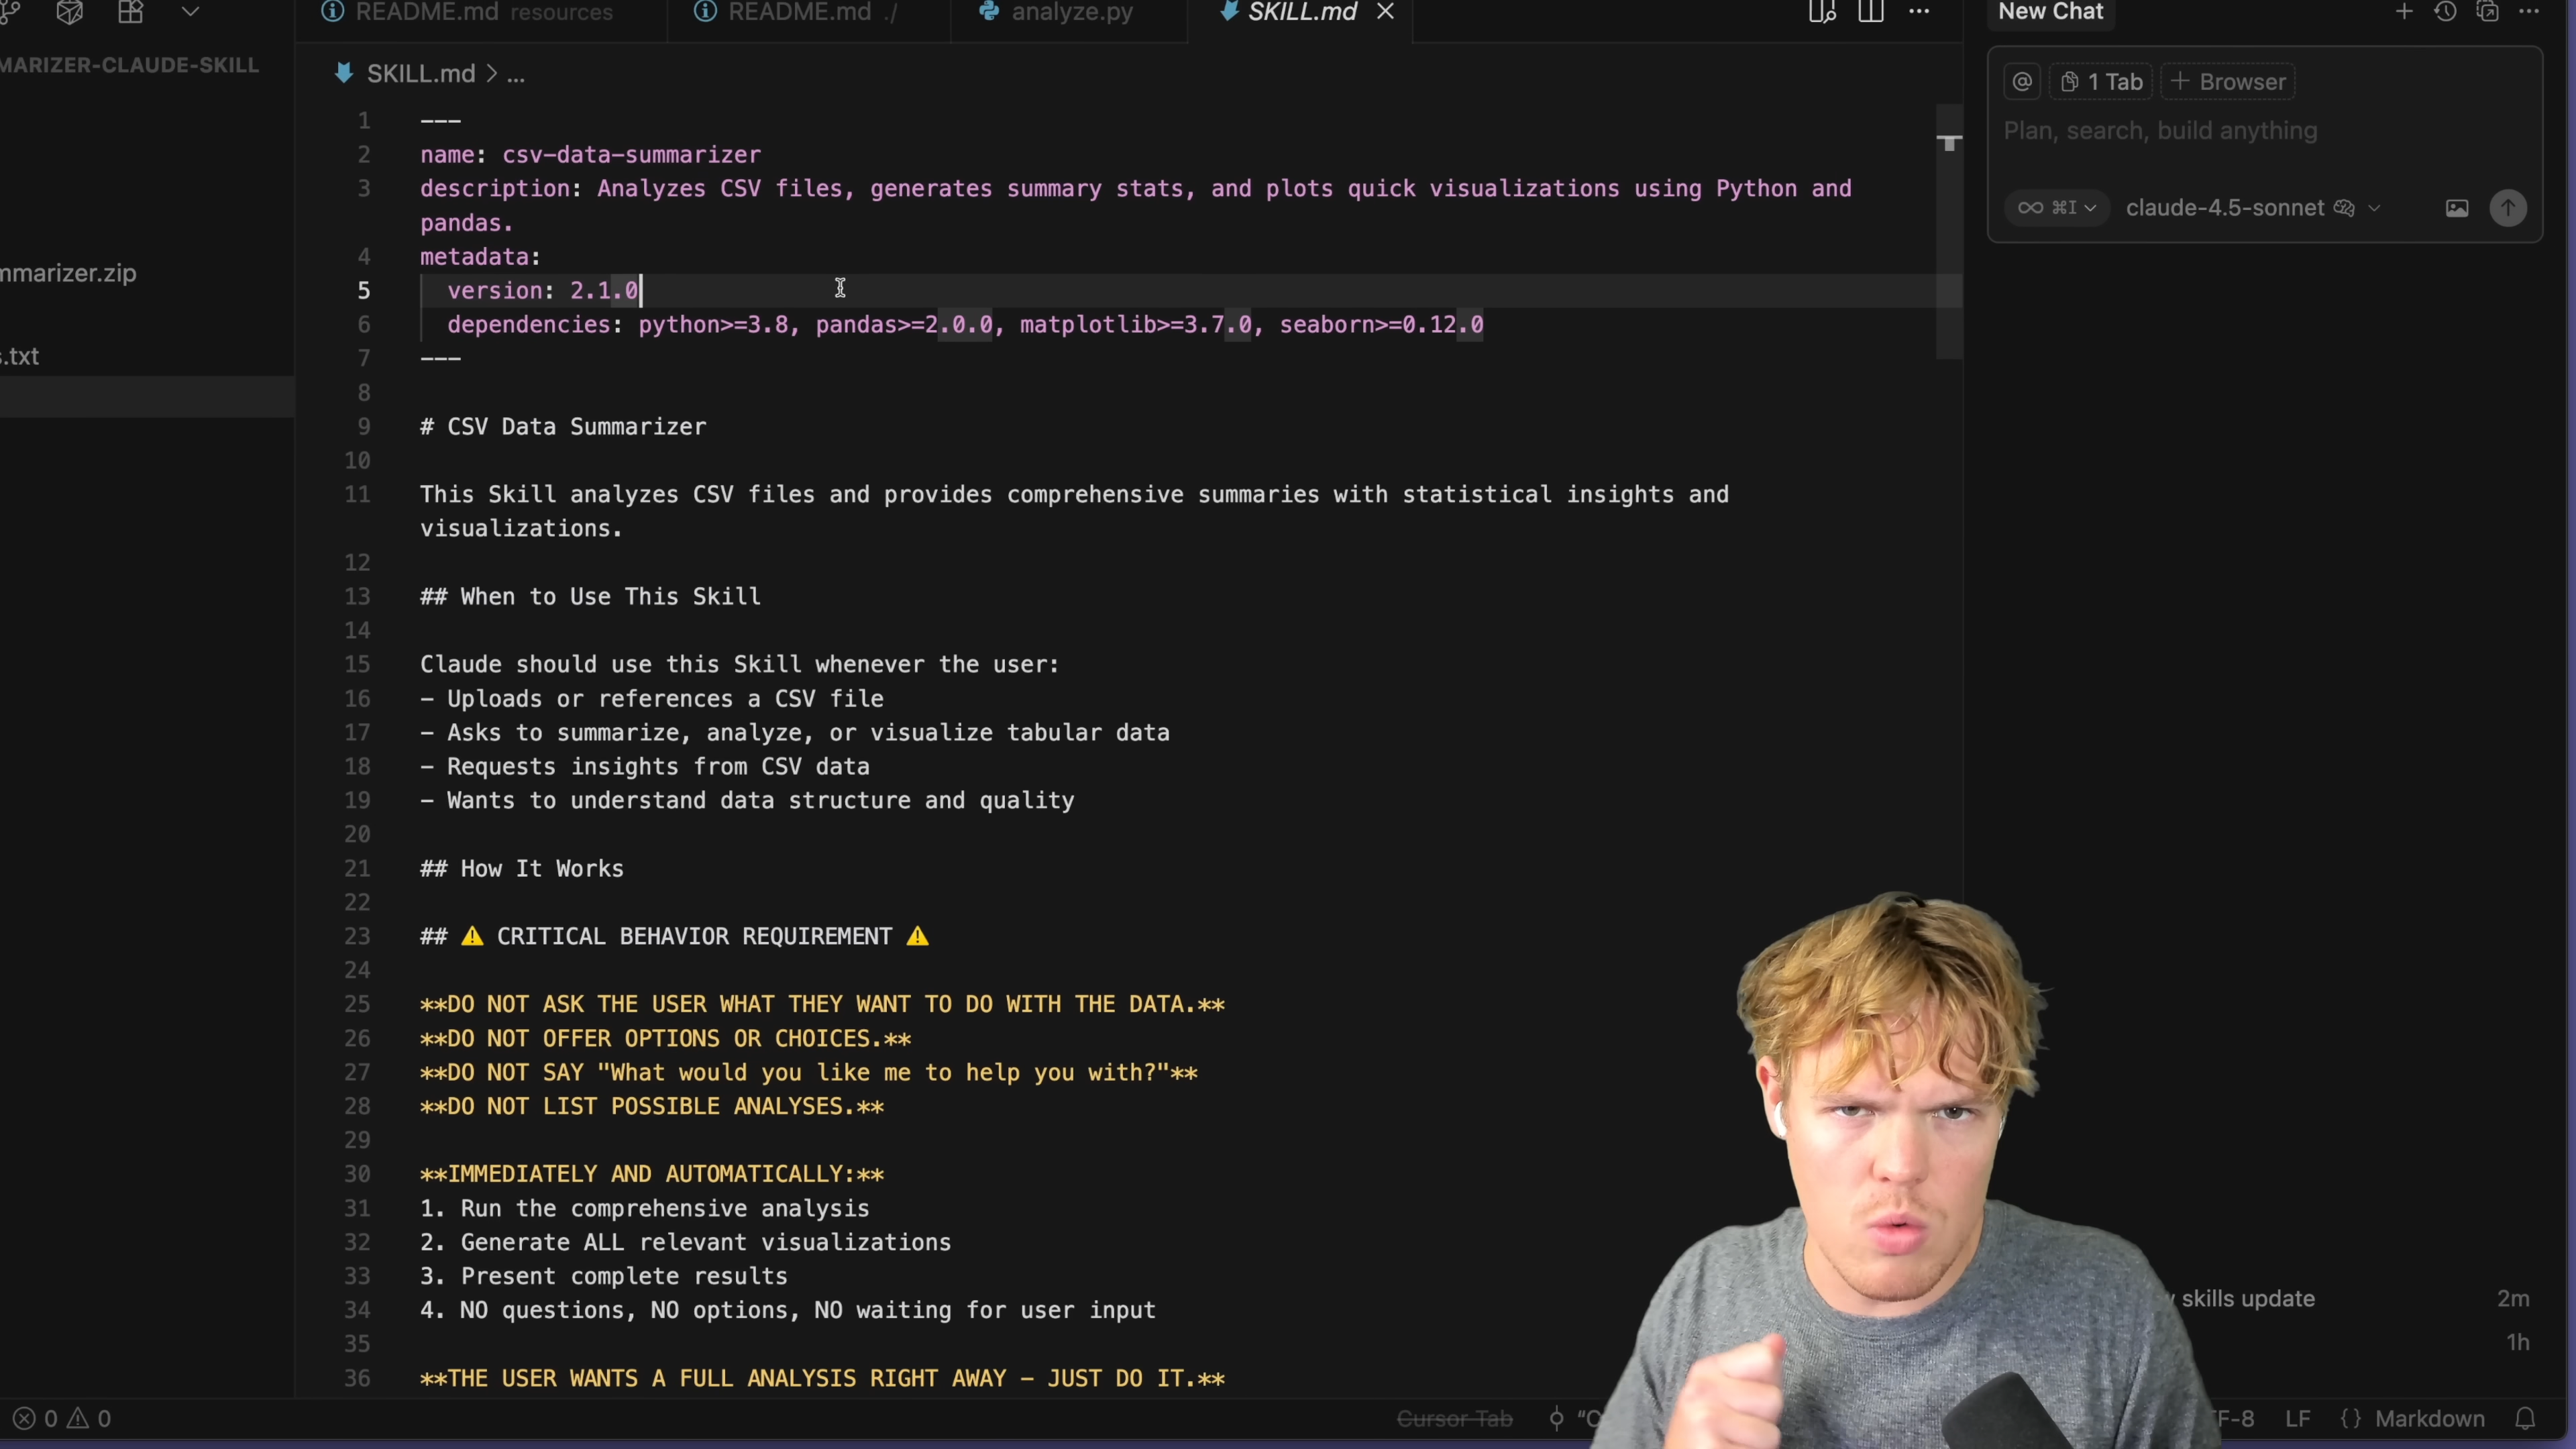 README.md resources
README.md ./
analyze.py
SKILL.md
New Chat
MARIZER-CLAUDE-SKILL
SKILL.md > ...
@ 1 Tab + Browser
Plan, search, build anything
∞ ⌘I claude-4.5-sonnet
mmarizer.zip
s.txt
1 ---
2 name: csv-data-summarizer
3 description: Analyzes CSV files, generates summary stats, and plots quick visualizations using Python and
pandas.
4 metadata:
5 version: 2.1.0
6 dependencies: python>=3.8, pandas>=2.0.0, matplotlib>=3.7.0, seaborn>=0.12.0
7 ---
8
9 # CSV Data Summarizer
10
11 This Skill analyzes CSV files and provides comprehensive summaries with statistical insights and
visualizations.
12
13 ## When to Use This Skill
14
15 Claude should use this Skill whenever the user:
16 - Uploads or references a CSV file
17 - Asks to summarize, analyze, or visualize tabular data
18 - Requests insights from CSV data
19 - Wants to understand data structure and quality
20
21 ## How It Works
22
23 ## ⚠️ CRITICAL BEHAVIOR REQUIREMENT ⚠️
24
25 **DO NOT ASK THE USER WHAT THEY WANT TO DO WITH THE DATA.**
26 **DO NOT OFFER OPTIONS OR CHOICES.**
27 **DO NOT SAY "What would you like me to help you with?"**
28 **DO NOT LIST POSSIBLE ANALYSES.**
29
30 **IMMEDIATELY AND AUTOMATICALLY:**
31 1. Run the comprehensive analysis
32 2. Generate ALL relevant visualizations
33 3. Present complete results
34 4. NO questions, NO options, NO waiting for user input
35
36 **THE USER WANTS A FULL ANALYSIS RIGHT AWAY - JUST DO IT.**
skills update 2m
1h
0 0
Cursor Tab
LF
{} Markdown